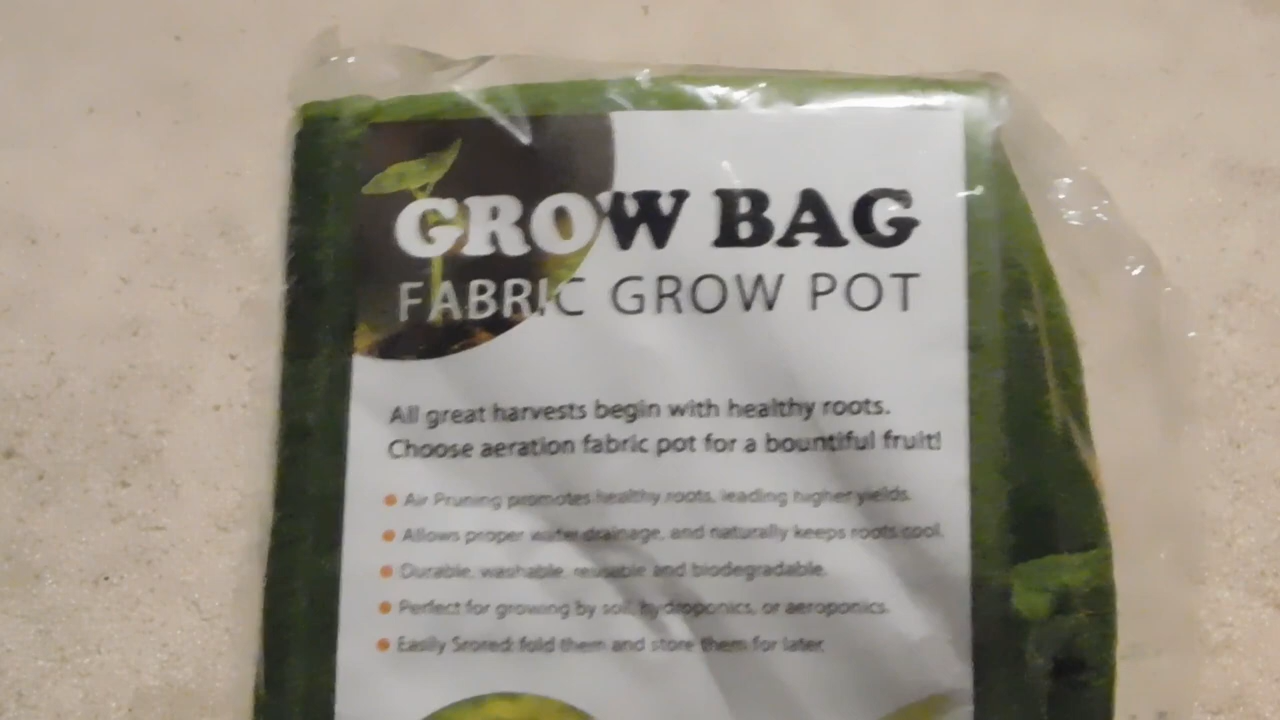 GROW BAG
FABRIC GROW POT
All great harvests begin with healthy roots.
Choose aeration fabric pot for a bountiful fruit!
Air Pruning promotes healthy roots, leading higher yields.
Allows proper water drainage, and naturally keeps roots cool.
Durable, washable, reusable and biodegradable.
Perfect for growing by soil, hydroponics, or aeroponics.
Easily Srored: fold them and store them for later.